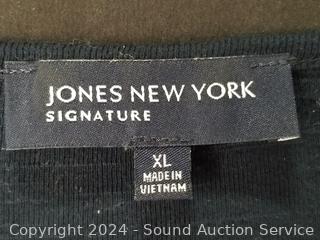 JONES NEW YORK
SIGNATURE
XL
MADE IN
VIETNAM
Copyright 2024 - Sound Auction Service